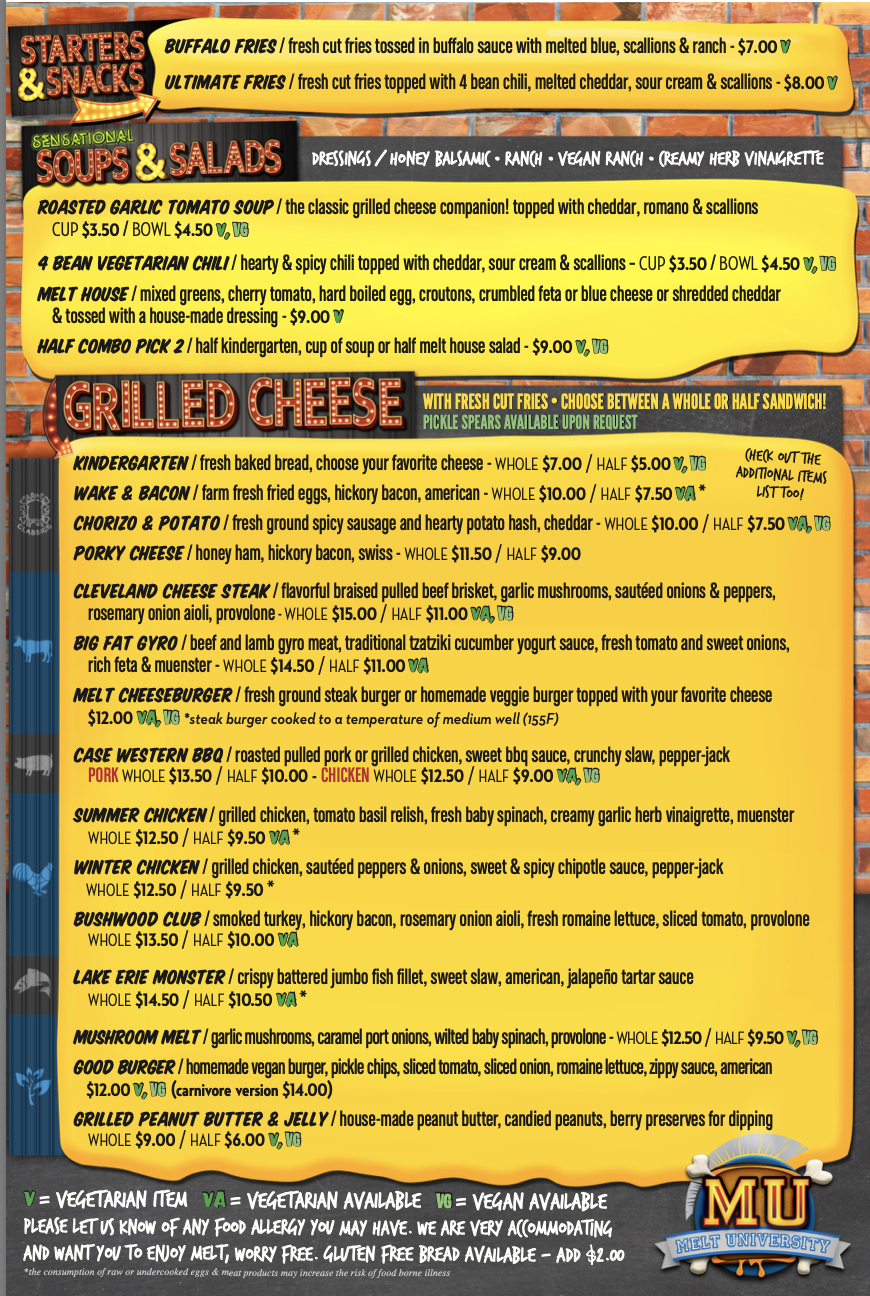 STARTERS
& SNACKS
BUFFALO FRIES / fresh cut fries tossed in buffalo sauce with melted blue, scallions & ranch - $7.00 V
ULTIMATE FRIES / fresh cut fries topped with 4 bean chili, melted cheddar, sour cream & scallions - $8.00 V
SENSATIONAL
SOUPS & SALADS
DRESSINGS / HONEY BALSAMIC • RANCH • VEGAN RANCH • CREAMY HERB VINAIGRETTE
ROASTED GARLIC TOMATO SOUP / the classic grilled cheese companion! topped with cheddar, romano & scallions
CUP $3.50 / BOWL $4.50 V, VG
4 BEAN VEGETARIAN CHILI / hearty & spicy chili topped with cheddar, sour cream & scallions - CUP $3.50 / BOWL $4.50 V, VG
MELT HOUSE / mixed greens, cherry tomato, hard boiled egg, croutons, crumbled feta or blue cheese or shredded cheddar
& tossed with a house-made dressing - $9.00 V
HALF COMBO PICK 2 / half kindergarten, cup of soup or half melt house salad - $9.00 V, VG
GRILLED CHEESE
WITH FRESH CUT FRIES • CHOOSE BETWEEN A WHOLE OR HALF SANDWICH!
PICKLE SPEARS AVAILABLE UPON REQUEST
CHECK OUT THE
ADDITIONAL ITEMS
LIST TOO!
CLASSICS
KINDERGARTEN / fresh baked bread, choose your favorite cheese - WHOLE $7.00 / HALF $5.00 V, VG
WAKE & BACON / farm fresh fried eggs, hickory bacon, american - WHOLE $10.00 / HALF $7.50 VA *
CHORIZO & POTATO / fresh ground spicy sausage and hearty potato hash, cheddar - WHOLE $10.00 / HALF $7.50 VA, VG
PORKY CHEESE / honey ham, hickory bacon, swiss - WHOLE $11.50 / HALF $9.00
CLEVELAND CHEESE STEAK / flavorful braised pulled beef brisket, garlic mushrooms, sautéed onions & peppers,
rosemary onion aioli, provolone - WHOLE $15.00 / HALF $11.00 VA, VG
BIG FAT GYRO / beef and lamb gyro meat, traditional tzatziki cucumber yogurt sauce, fresh tomato and sweet onions,
rich feta & muenster - WHOLE $14.50 / HALF $11.00 VA
MELT CHEESEBURGER / fresh ground steak burger or homemade veggie burger topped with your favorite cheese
$12.00 VA, VG *steak burger cooked to a temperature of medium well (155F)
CASE WESTERN BBQ / roasted pulled pork or grilled chicken, sweet bbq sauce, crunchy slaw, pepper-jack
PORK WHOLE $13.50 / HALF $10.00 - CHICKEN WHOLE $12.50 / HALF $9.00 VA, VG
SUMMER CHICKEN / grilled chicken, tomato basil relish, fresh baby spinach, creamy garlic herb vinaigrette, muenster
WHOLE $12.50 / HALF $9.50 VA *
WINTER CHICKEN / grilled chicken, sautéed peppers & onions, sweet & spicy chipotle sauce, pepper-jack
WHOLE $12.50 / HALF $9.50 *
BUSHWOOD CLUB / smoked turkey, hickory bacon, rosemary onion aioli, fresh romaine lettuce, sliced tomato, provolone
WHOLE $13.50 / HALF $10.00 VA
LAKE ERIE MONSTER / crispy battered jumbo fish fillet, sweet slaw, american, jalapeño tartar sauce
WHOLE $14.50 / HALF $10.50 VA *
MUSHROOM MELT / garlic mushrooms, caramel port onions, wilted baby spinach, provolone - WHOLE $12.50 / HALF $9.50 V, VG
GOOD BURGER / homemade vegan burger, pickle chips, sliced tomato, sliced onion, romaine lettuce, zippy sauce, american
$12.00 V, VG (carnivore version $14.00)
GRILLED PEANUT BUTTER & JELLY / house-made peanut butter, candied peanuts, berry preserves for dipping
WHOLE $9.00 / HALF $6.00 V, VG
V = VEGETARIAN ITEM VA = VEGETARIAN AVAILABLE VG = VEGAN AVAILABLE
PLEASE LET US KNOW OF ANY FOOD ALLERGY YOU MAY HAVE. WE ARE VERY ACCOMMODATING
AND WANT YOU TO ENJOY MELT, WORRY FREE. GLUTEN FREE BREAD AVAILABLE - ADD $2.00
*the consumption of raw or undercooked eggs & meat products may increase the risk of food borne illness
MU
MELT UNIVERSITY